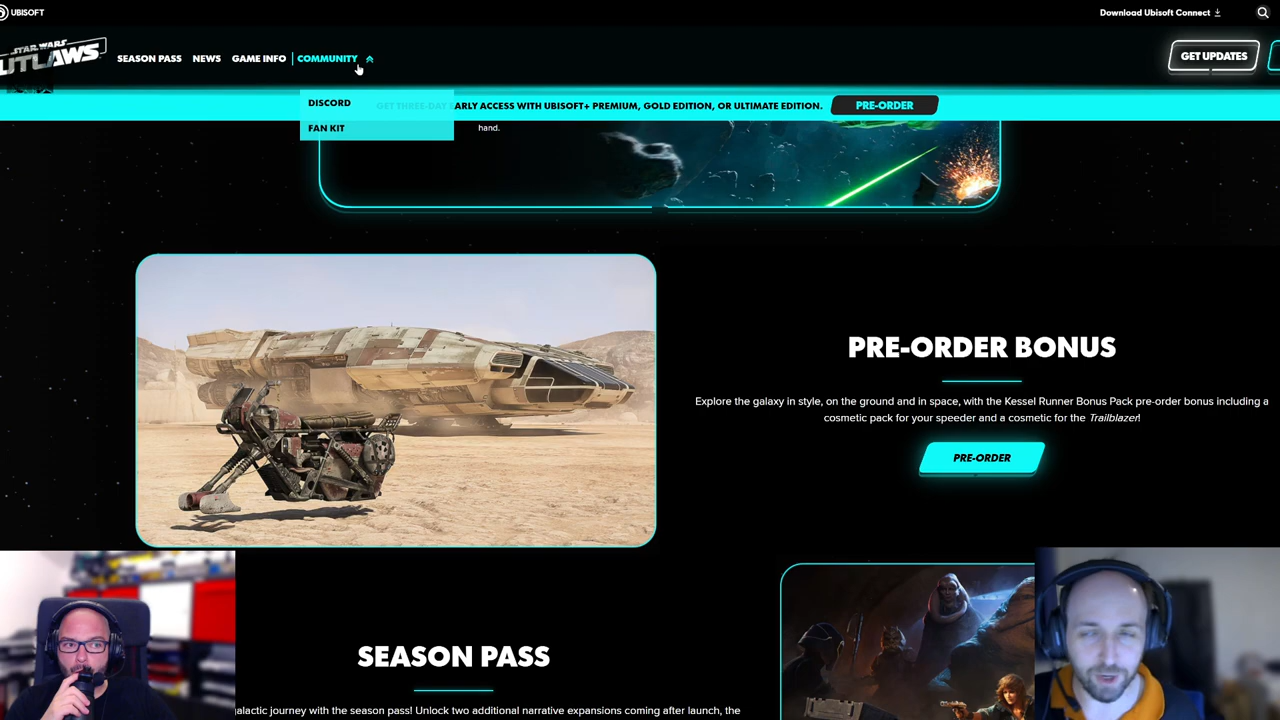 UBISOFT
Download Ubisoft Connect
STAR WARS
OUTLAWS
SEASON PASS
NEWS
GAME INFO
COMMUNITY
GET UPDATES
DISCORD
FAN KIT
GET THREE-DAY EARLY ACCESS WITH UBISOFT+ PREMIUM, GOLD EDITION, OR ULTIMATE EDITION.
PRE-ORDER
hand.
PRE-ORDER BONUS
Explore the galaxy in style, on the ground and in space, with the Kessel Runner Bonus Pack pre-order bonus including a
cosmetic pack for your speeder and a cosmetic for the Trailblazer!
PRE-ORDER
SEASON PASS
galactic journey with the season pass! Unlock two additional narrative expansions coming after launch, the